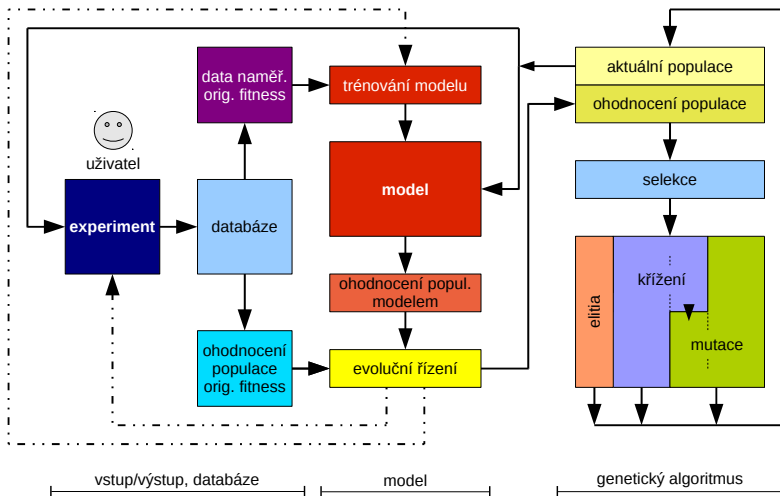 data naměř.
orig. fitness
trénování modelu
aktuální populace
ohodnocení populace
uživatel
experiment
databáze
model
selekce
ohodnocení popul.
modelem
elitia
křížení
mutace
ohodnocení
populace
orig. fitness
evoluční řízení
vstup/výstup, databáze
model
genetický algoritmus